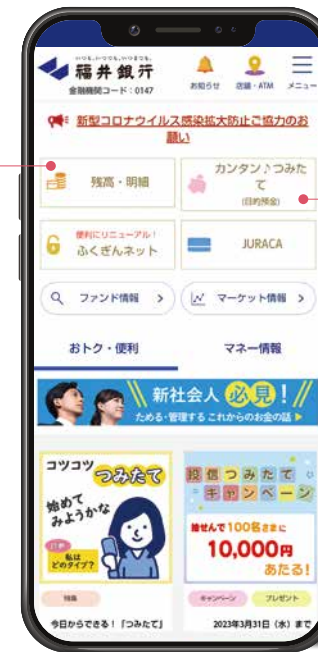 いつも、いつでも、いつまでも。
福井銀行
金融機関コード:0147
お知らせ
店舗・ATM
メニュー
新型コロナウイルス感染拡大防止ご協力のお
願い
残高・明細
カンタン♪つみた
て
(目的預金)
便利にリニューアル!
ふくぎんネット
JURACA
ファンド情報
マーケット情報
おトク・便利
マネー情報
新社会人 必見!
ためる・管理する これからのお金の話 ▶
コツコツ つみたて
始めて
みようかな
私は
どのタイプ?
投信つみたて
キャンペーン
抽せんで100名さまに
10,000円
あたる!
特集
キャンペーン
プレゼント
今日からできる!「つみたて」
2023年3月31日(水)まで